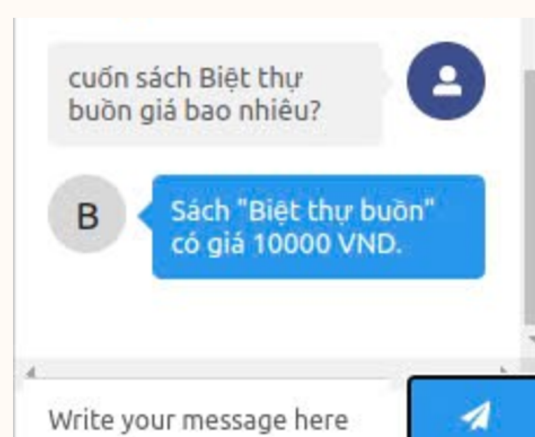 cuốn sách Biệt thự
buồn giá bao nhiêu?
B
Sách "Biệt thự buồn"
có giá 10000 VND.
Write your message here